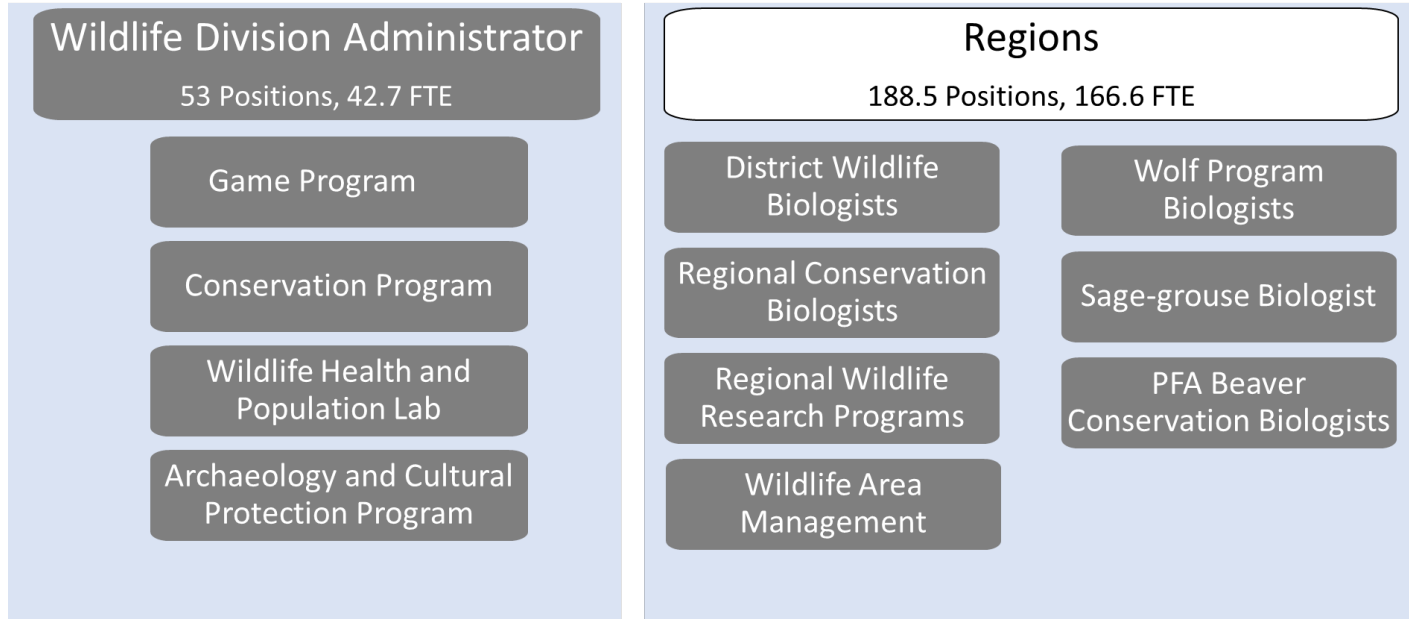 Wildlife Division Administrator
53 Positions, 42.7 FTE
Game Program
Conservation Program
Wildlife Health and
Population Lab
Archaeology and Cultural
Protection Program
Regions
188.5 Positions, 166.6 FTE
District Wildlife
Biologists
Regional Conservation
Biologists
Regional Wildlife
Research Programs
Wildlife Area
Management
Wolf Program
Biologists
Sage-grouse Biologist
PFA Beaver
Conservation Biologists